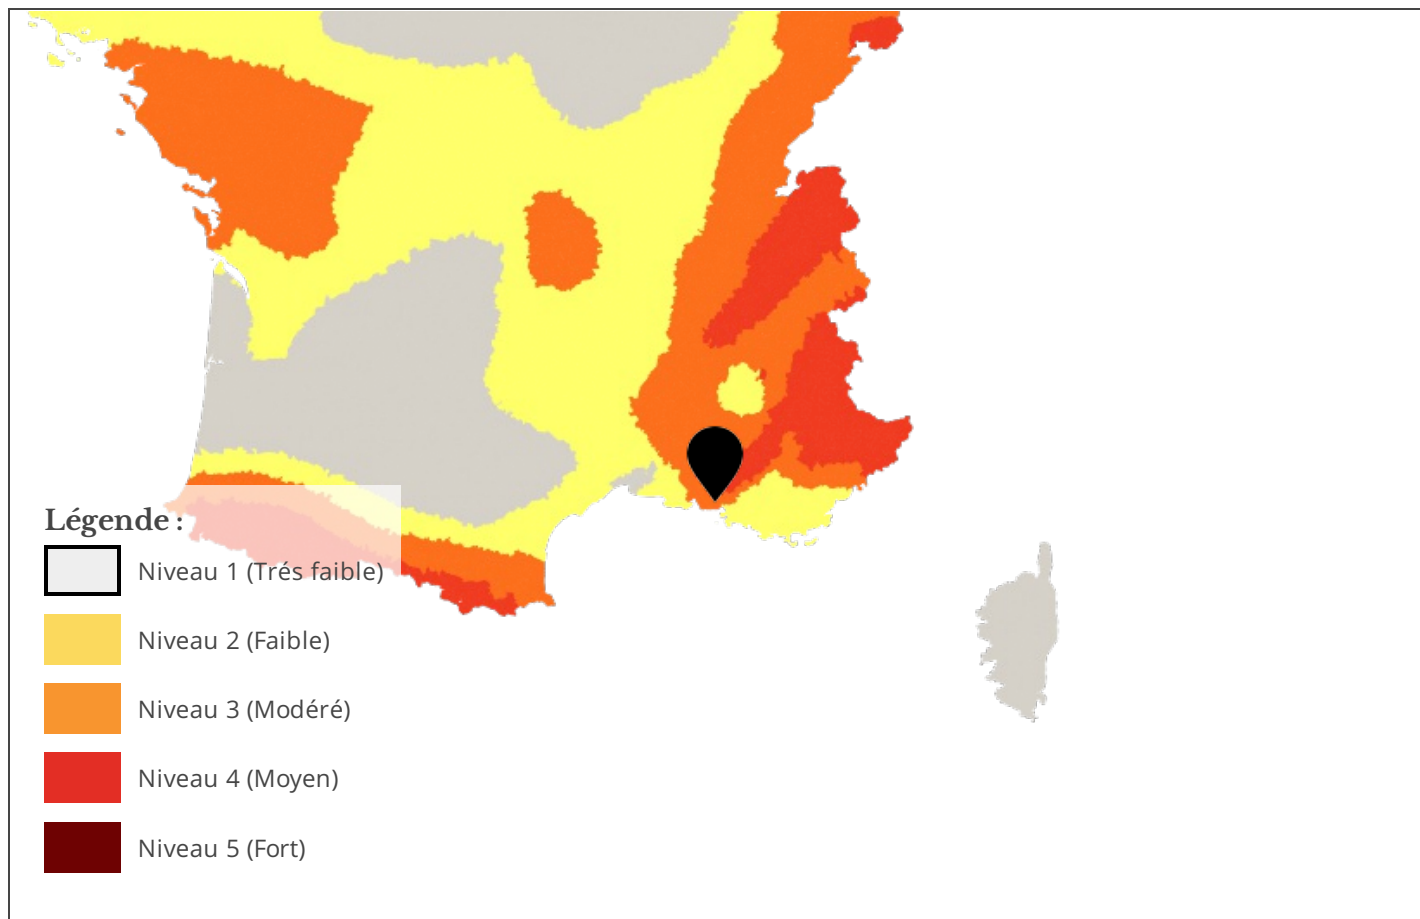 Légende :
Niveau 1 (Trés faible)
Niveau 2 (Faible)
Niveau 3 (Modéré)
Niveau 4 (Moyen)
Niveau 5 (Fort)